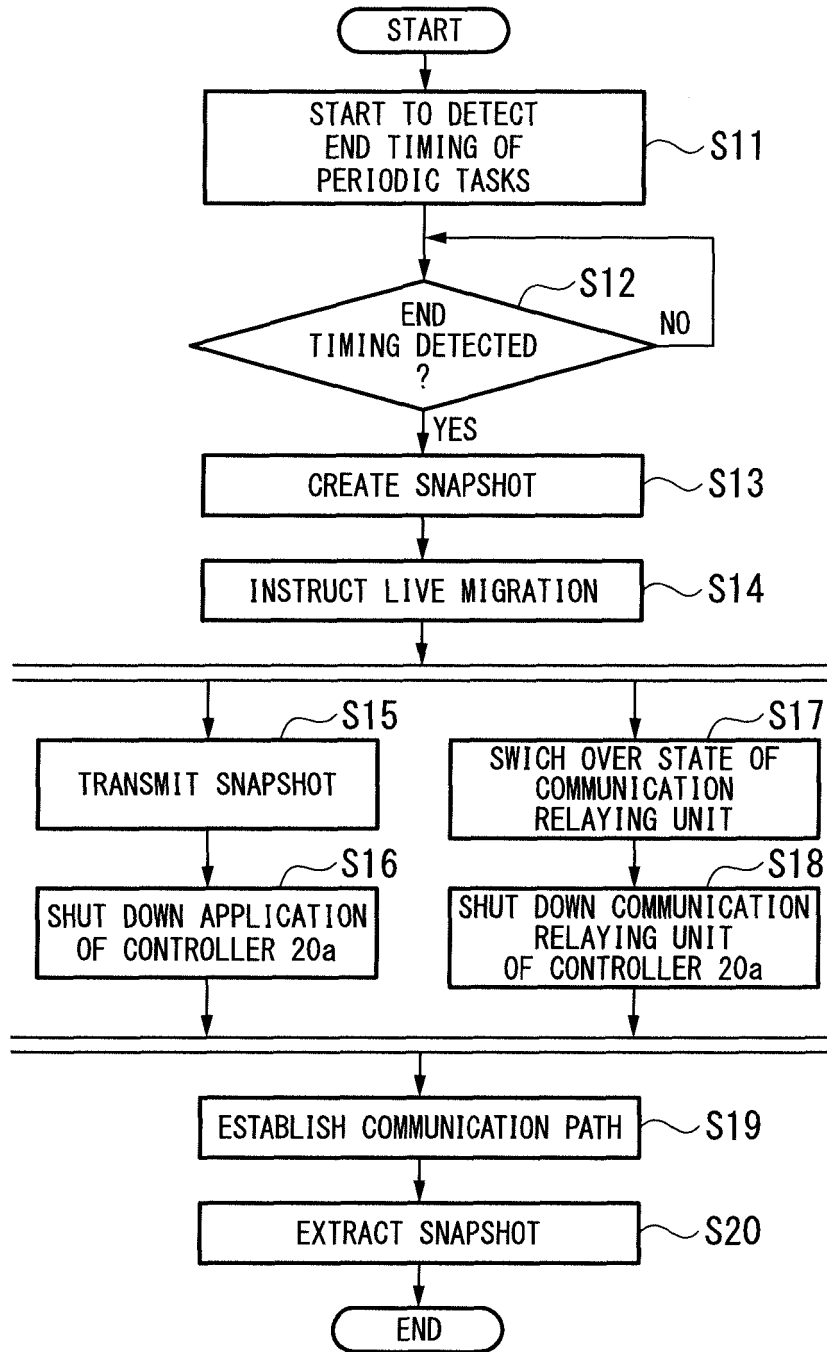 START
START TO DETECT
END TIMING OF
PERIODIC TASKS
S11
S12
END
TIMING DETECTED
?
NO
YES
CREATE SNAPSHOT
S13
INSTRUCT LIVE MIGRATION
S14
S15
TRANSMIT SNAPSHOT
S16
SHUT DOWN APPLICATION
OF CONTROLLER 20a
S17
SWICH OVER STATE OF
COMMUNICATION
RELAYING UNIT
S18
SHUT DOWN COMMUNICATION
RELAYING UNIT
OF CONTROLLER 20a
ESTABLISH COMMUNICATION PATH
S19
EXTRACT SNAPSHOT
S20
END